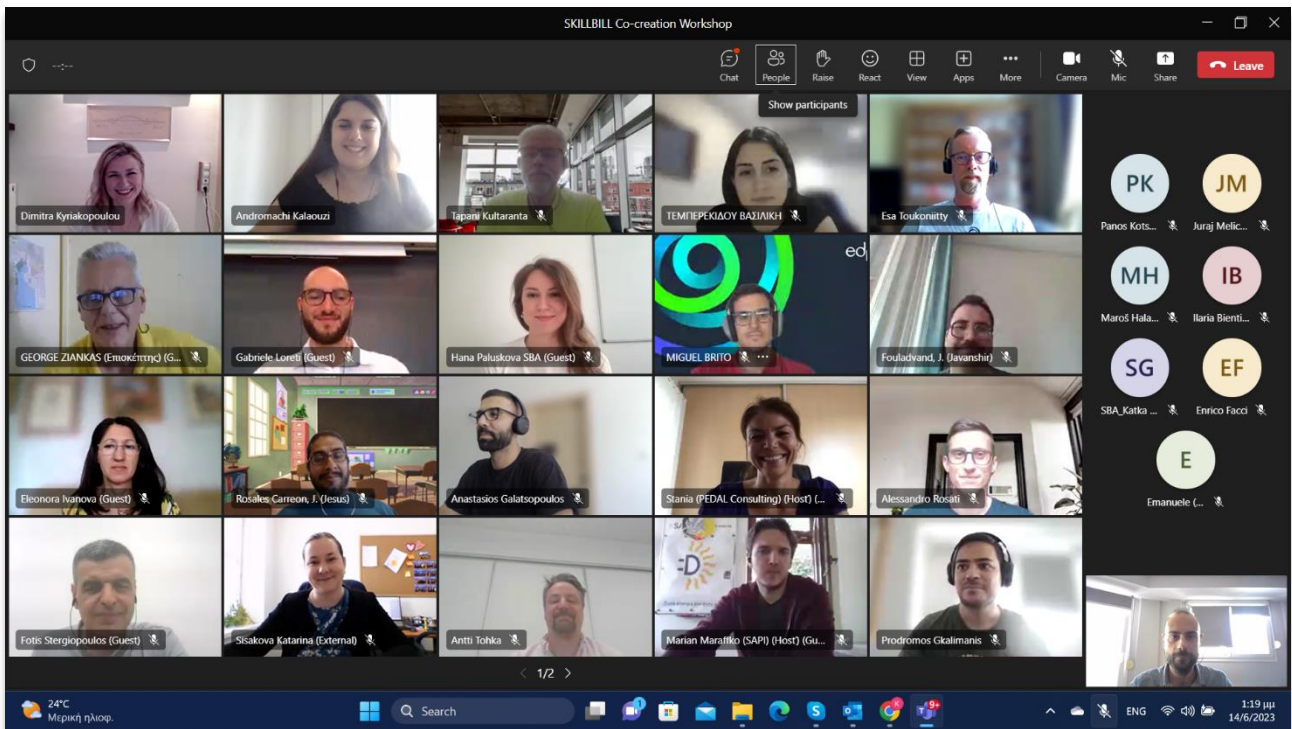 SKILLBILL Co-creation Workshop
--:--
Chat
People
Raise
React
View
Apps
More
Camera
Mic
Share
Leave
Show participants
Dimitra Kyriakopoulou
Andromachi Kalaouzi
Tapani Kultaranta
ΤΕΜΠΕΡΕΚΙΔΟΥ ΒΑΣΙΛΙΚΗ
Esa Toukoniitty
PK
Panos Kots...
JM
Juraj Melic...
GEORGE ZIANKAS (Επισκέπτης) (G...
Gabriele Loreti (Guest)
Hana Paluskova SBA (Guest)
ed
MIGUEL BRITO
Fouladvand, J. (Javanshir)
MH
Maroš Hala...
IB
Ilaria Bienti...
Eleonora Ivanova (Guest)
Rosales Carreon, J. (Jesus)
Anastasios Galatsopoulos
Stania (PEDAL Consulting) (Host) (...
Alessandro Rosati
SG
SBA_Katka ...
EF
Enrico Facci
E
Emanuele (...
Fotis Stergiopoulos (Guest)
Sisakova Katarina (External)
Antti Tohka
Marian Maraffko (SAPI) (Host) (Gu...
Prodromos Gkalimanis
1/2
24°C
Μερική ηλιοφ.
Search
9+
ENG
1:19 μμ
14/6/2023